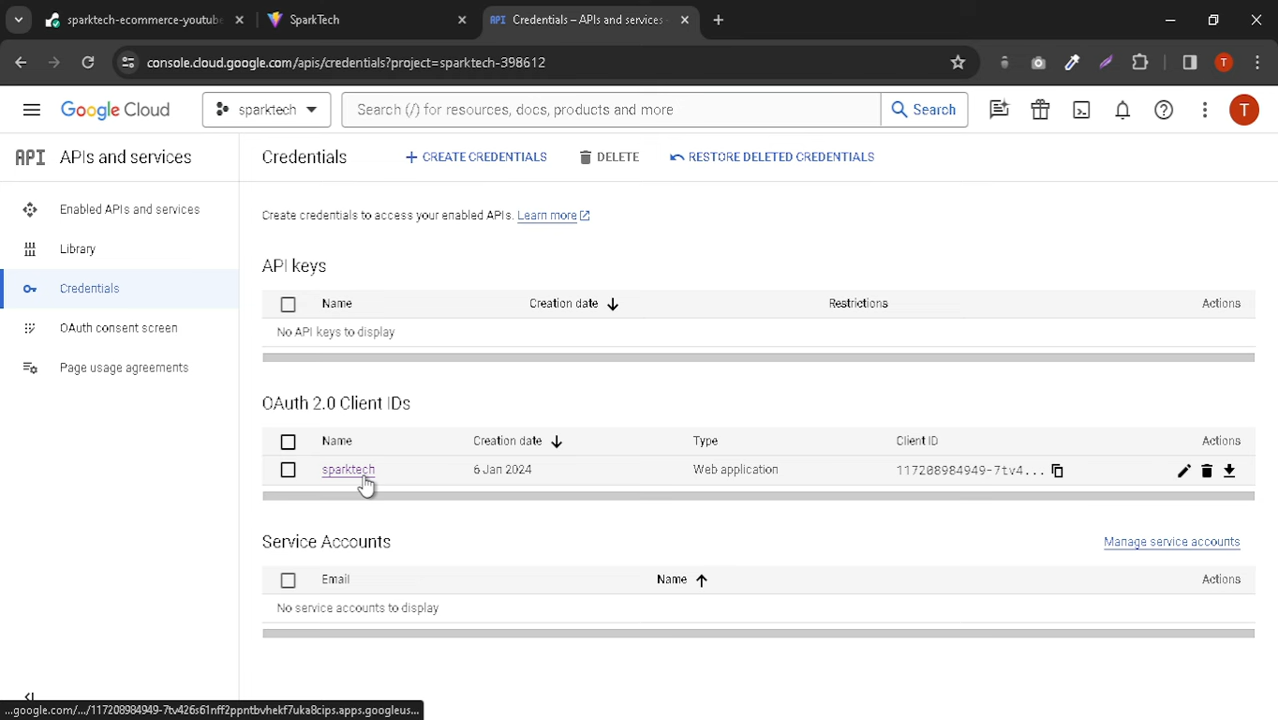 sparktech-ecommerce-youtube
SparkTech
API Credentials – APIs and services
console.cloud.google.com/apis/credentials?project=sparktech-398612
T
Google Cloud
sparktech
Search (/) for resources, docs, products and more
Search
T
API APIs and services
Credentials
CREATE CREDENTIALS
DELETE
RESTORE DELETED CREDENTIALS
Enabled APIs and services
Library
Credentials
OAuth consent screen
Page usage agreements
Create credentials to access your enabled APIs. Learn more
API keys
Name Creation date Restrictions Actions
No API keys to display
OAuth 2.0 Client IDs
Name Creation date Type Client ID Actions
sparktech 6 Jan 2024 Web application 117208984949-7tv4...
Service Accounts
Manage service accounts
Email Name Actions
No service accounts to display
...google.com/.../117208984949-7tv426s61nff2ppntbvhekf7uka8cips.apps.googleus...